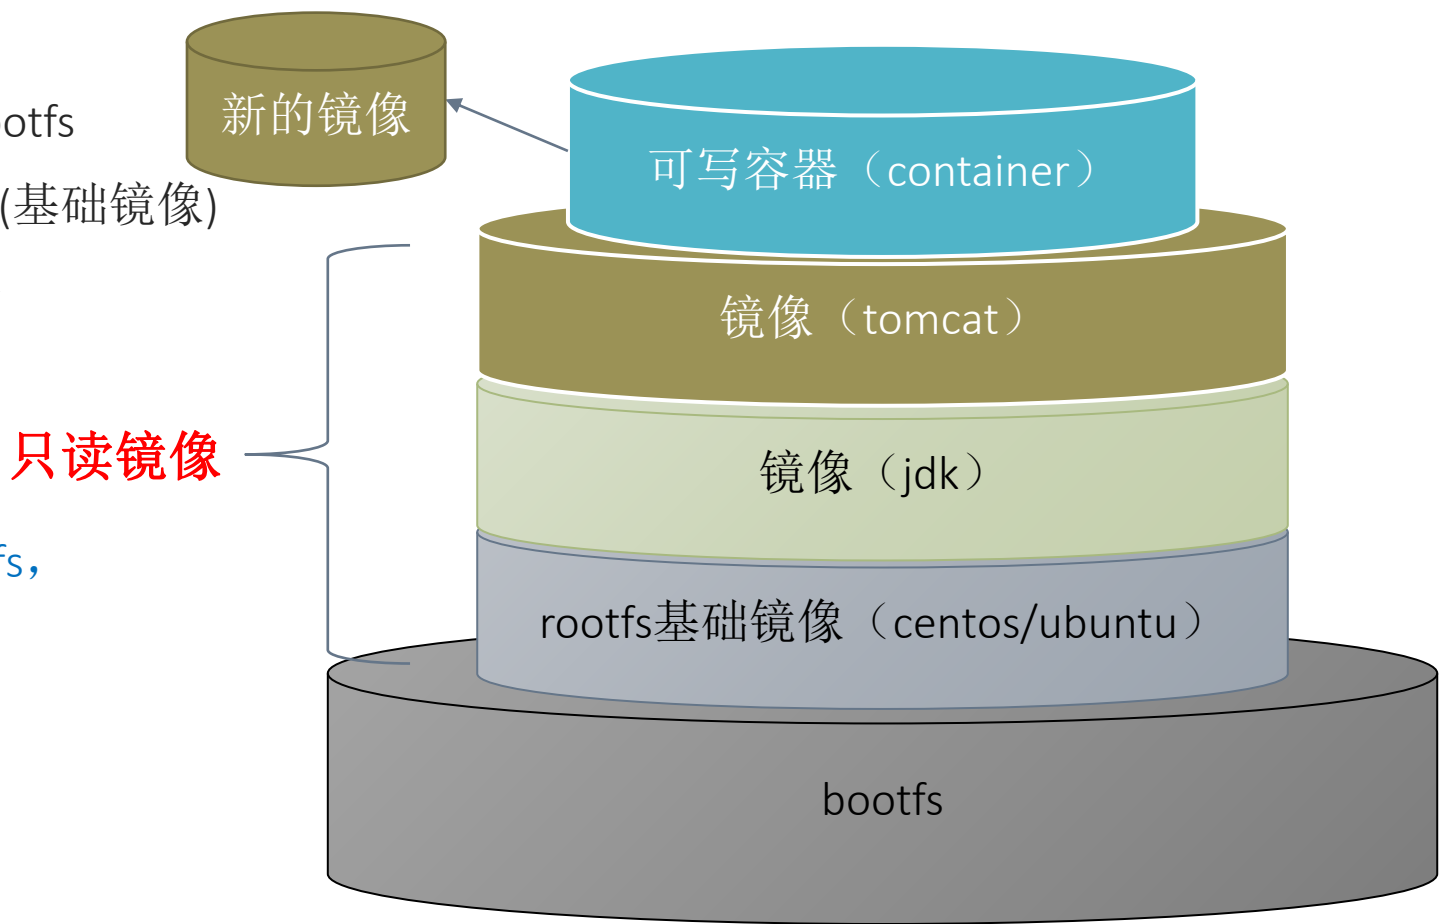 新的镜像
otfs
可写容器（container）
(基础镜像)
镜像（tomcat）
只读镜像
镜像（jdk）
fs，
rootfs基础镜像（centos/ubuntu）
bootfs